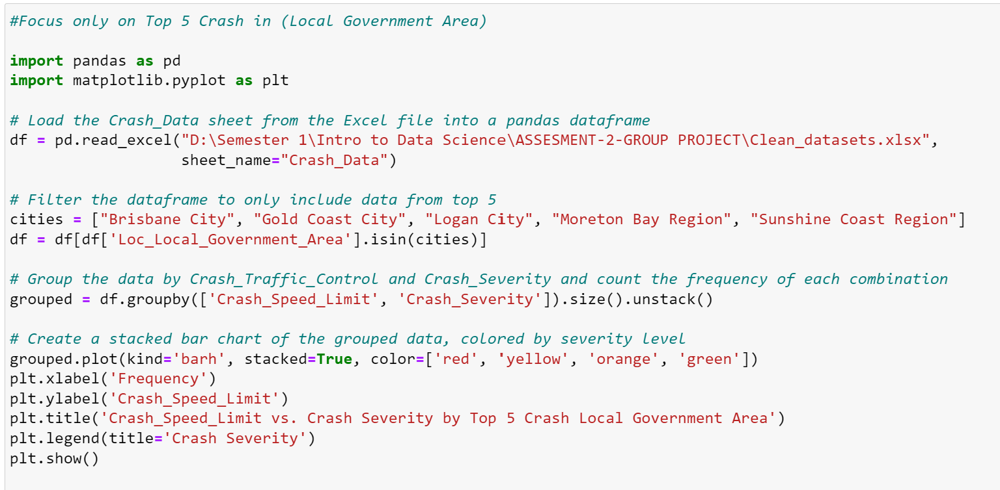 #Focus only on Top 5 Crash in (Local Government Area)
import pandas as pd
import matplotlib.pyplot as plt
# Load the Crash_Data sheet from the Excel file into a pandas dataframe
df = pd.read_excel("D:\Semester 1\Intro to Data Science\ASSESMENT-2-GROUP PROJECT\Clean_datasets.xlsx",
sheet_name="Crash_Data")
# Filter the dataframe to only include data from top 5
cities = ["Brisbane City", "Gold Coast City", "Logan City", "Moreton Bay Region", "Sunshine Coast Region"]
df = df[df['Loc_Local_Government_Area'].isin(cities)]
# Group the data by Crash_Traffic_Control and Crash_Severity and count the frequency of each combination
grouped = df.groupby(['Crash_Speed_Limit', 'Crash_Severity']).size().unstack()
# Create a stacked bar chart of the grouped data, colored by severity level
grouped.plot(kind='barh', stacked=True, color=['red', 'yellow', 'orange', 'green'])
plt.xlabel('Frequency')
plt.ylabel('Crash_Speed_Limit')
plt.title('Crash_Speed_Limit vs. Crash Severity by Top 5 Crash Local Government Area')
plt.legend(title='Crash Severity')
plt.show()